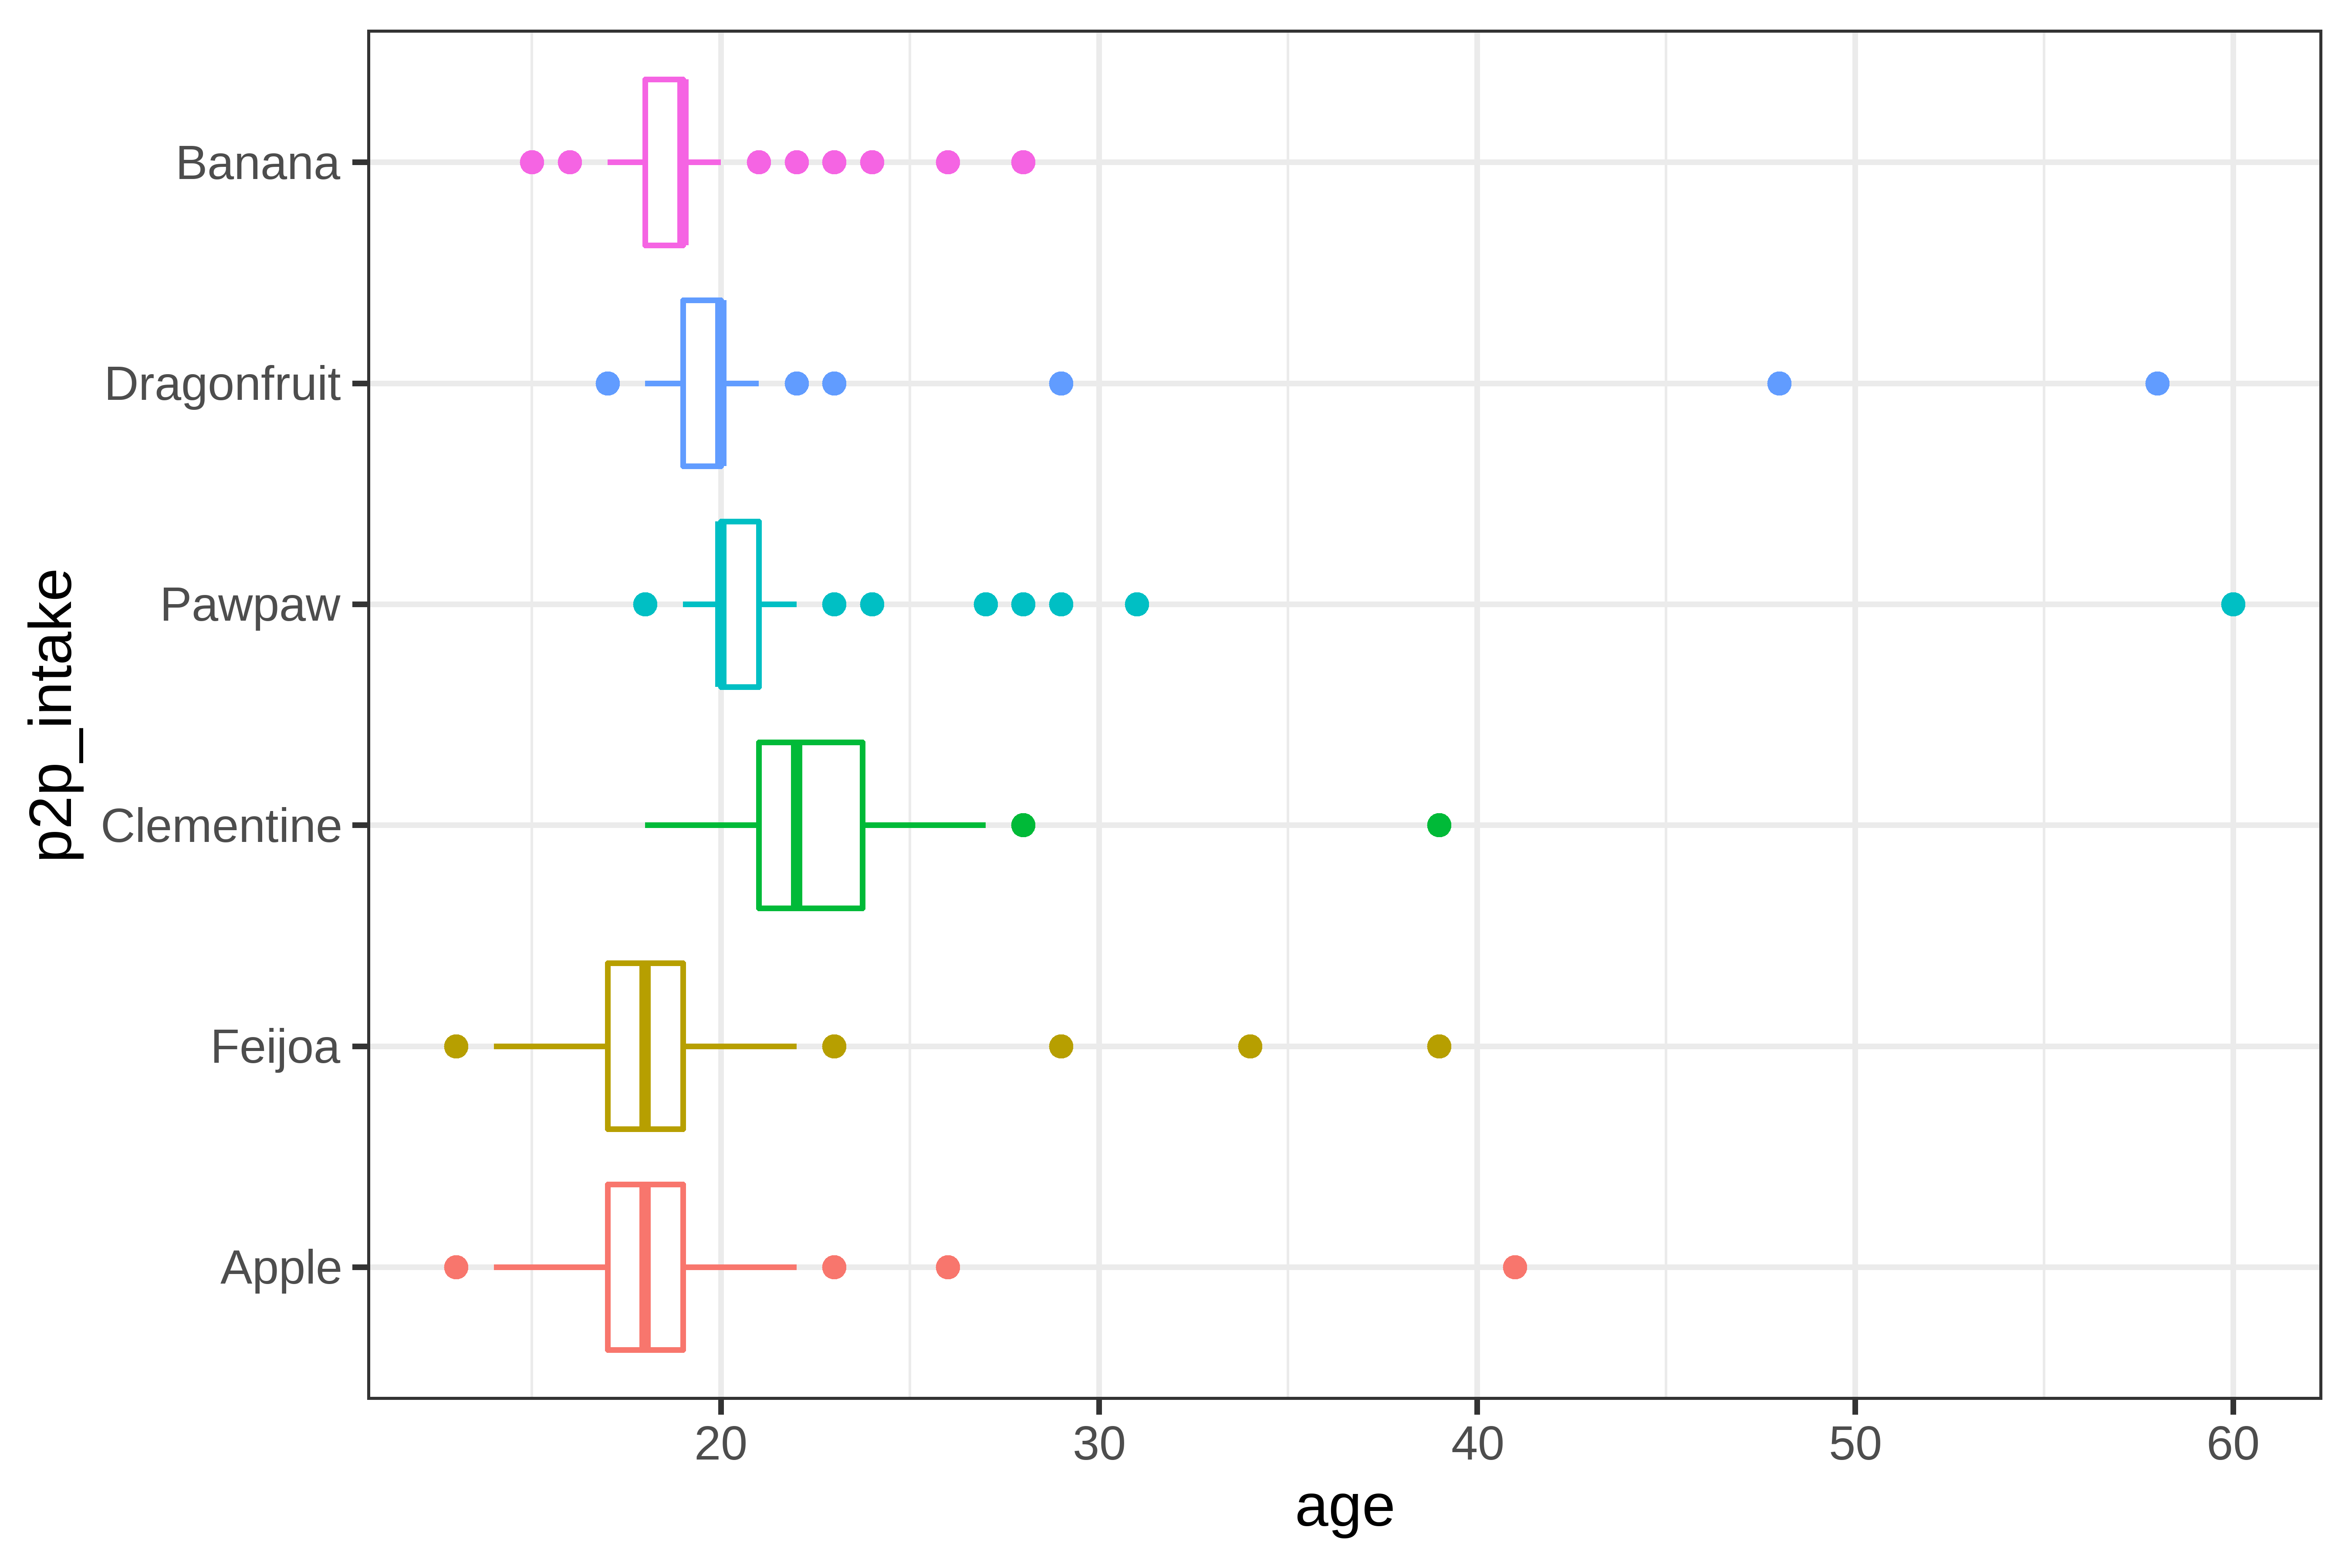 p2p_intake
Banana
Dragonfruit
Pawpaw
Clementine
Feijoa
Apple
20 30 40 50 60
age